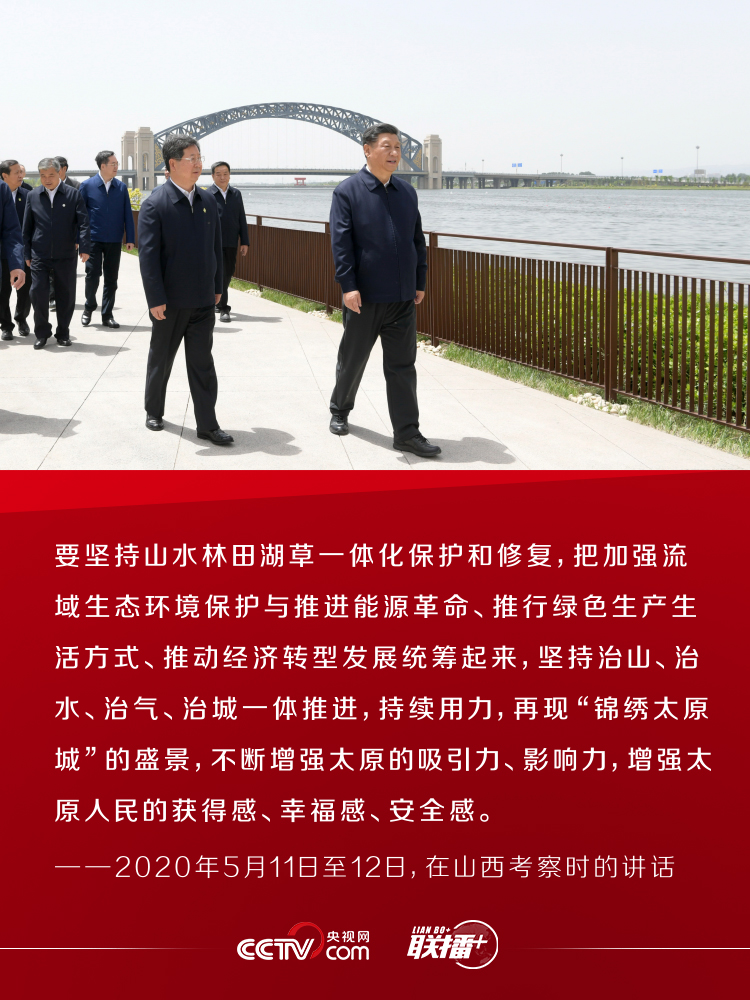 要坚持山水林田湖草一体化保护和修复,把加强流
域生态环境保护与推进能源革命、推行绿色生产生
活方式、推动经济转型发展统筹起来,坚持治山、治
水、治气、治城一体推进,持续用力,再现“锦绣太原
城”的盛景,不断增强太原的吸引力、影响力,增强太
原人民的获得感、幸福感、安全感。
——2020年5月11日至12日,在山西考察时的讲话
CCTV 央视网
com
LIAN BO+
联播+